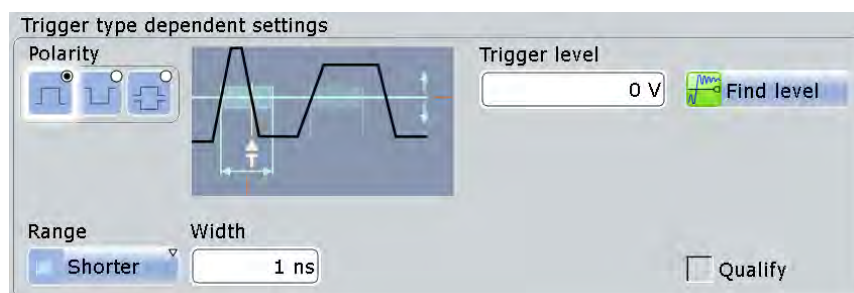 Trigger type dependent settings
Polarity
Trigger level
0 V
Find level
Range
Width
Shorter
1 ns
Qualify